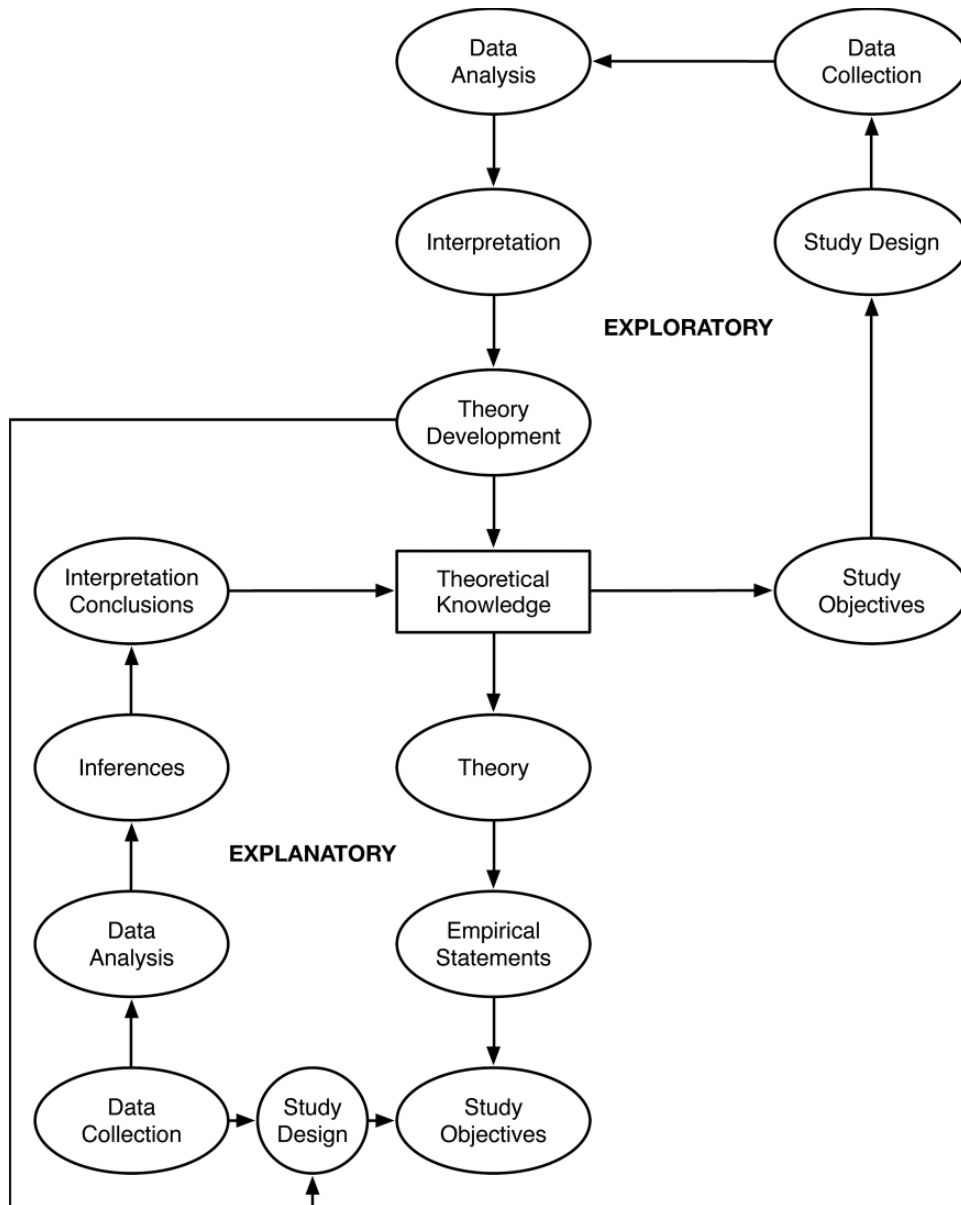 Data
Analysis
Data
Collection
Interpretation
Study Design
EXPLORATORY
Theory
Development
Interpretation
Conclusions
Theoretical
Knowledge
Study
Objectives
Inferences
Theory
EXPLANATORY
Data
Analysis
Empirical
Statements
Data
Collection
Study
Design
Study
Objectives